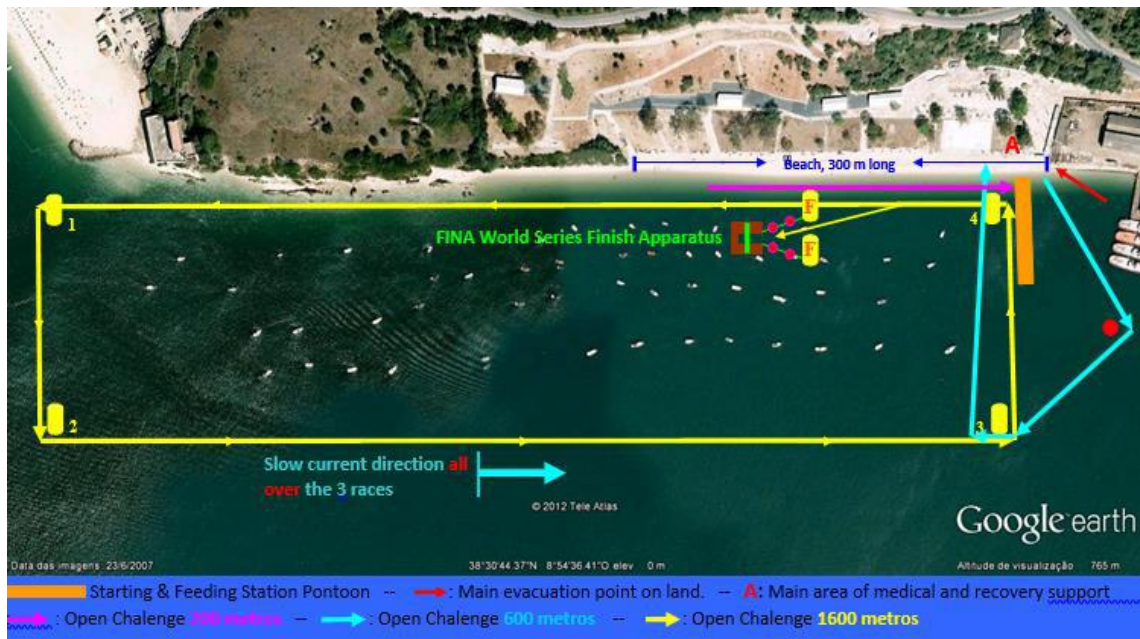 A
Beach, 300 m long
1
4
F
FINA World Series Finish Apparatus
F
2
3
Slow current direction all
over the 3 races
© 2012 Tele Atlas
Google earth
Data das imagens 23/6/2007 38°30'44.37"N 8°54'36.41"O elev 0 m Altitude de visualização 765 m
Starting & Feeding Station Pontoon -- : Main evacuation point on land. -- A: Main area of medical and recovery support
: Open Chalenge 200 metros -- : Open Chalenge 600 metros -- : Open Chalenge 1600 metros